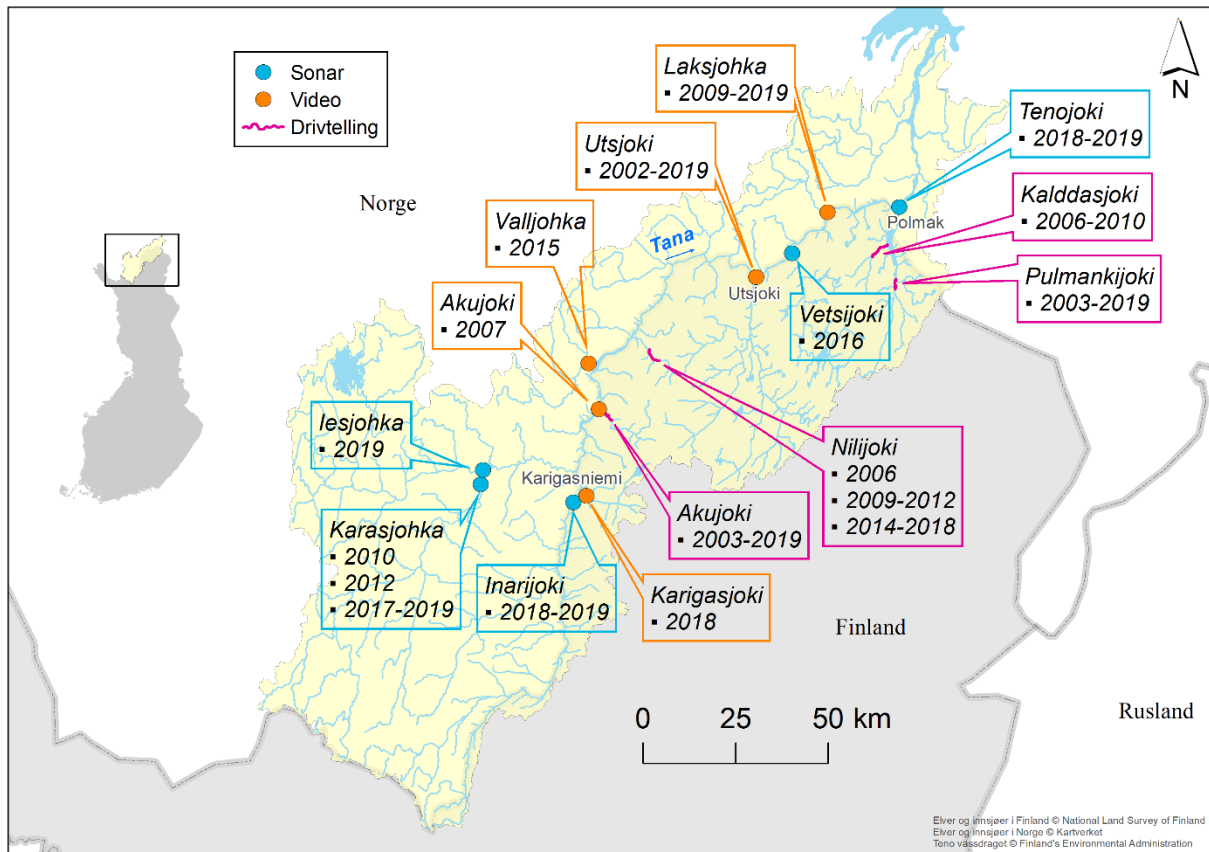 Sonar
Video
Drivtelling
N
Laksjohka
▪ 2009-2019
Tenojoki
▪ 2018-2019
Utsjoki
▪ 2002-2019
Kalddasjoki
▪ 2006-2010
Norge
Valljohka
▪ 2015
Polmak
Tana
Pulmankijoki
▪ 2003-2019
Akujoki
▪ 2007
Utsjoki
Vetsijoki
▪ 2016
Iesjohka
▪ 2019
Karigasniemi
Nilijoki
▪ 2006
▪ 2009-2012
▪ 2014-2018
Akujoki
▪ 2003-2019
Karasjohka
▪ 2010
▪ 2012
▪ 2017-2019
Inarijoki
▪ 2018-2019
Karigasjoki
▪ 2018
Finland
0 25 50 km
Rusland
Elver og innsjøer i Finland © National Land Survey of Finland
Elver og innsjøer i Norge © Kartverket
Teno vassdraget © Finland's Environmental Administration